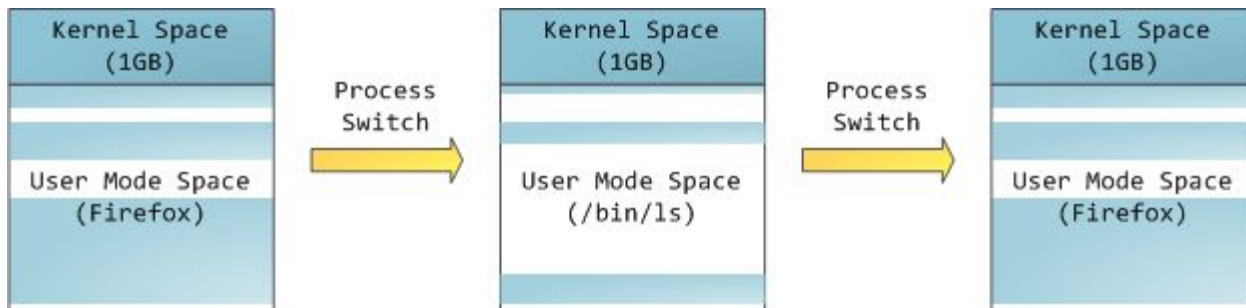 Kernel Space
(1GB)
User Mode Space
(Firefox)
Process
Switch
Kernel Space
(1GB)
User Mode Space
(/bin/ls)
Process
Switch
Kernel Space
(1GB)
User Mode Space
(Firefox)